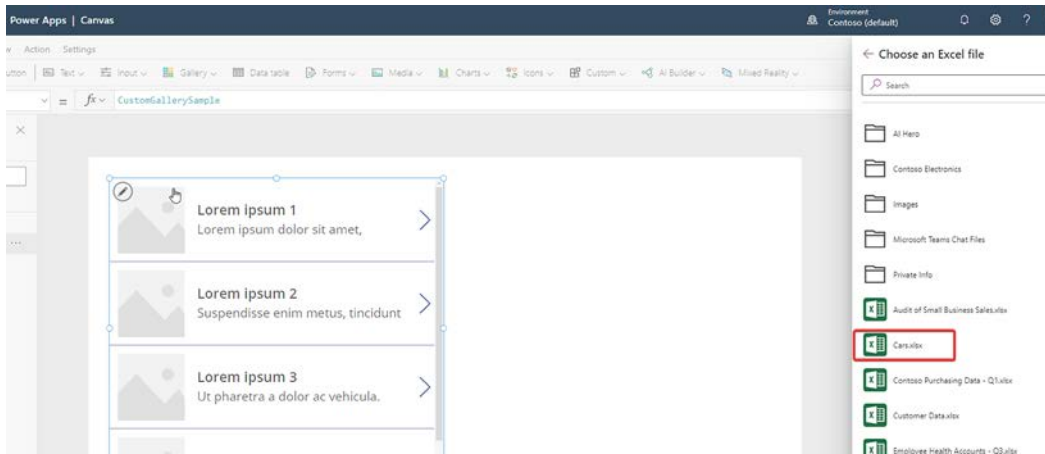 Power Apps | Canvas
Environment
Contoso (default)
?
Action Settings
Text Input Gallery Data table Forms Media Charts Icons Custom AI Builder Mixed Reality
= fx CustomGallerySample
← Choose an Excel file
Search
AI Hero
Contoso Electronics
Images
Microsoft Teams Chat Files
Private Info
Audit of Small Business Sales.xlsx
Cars.xlsx
Contoso Purchasing Data - Q1.xlsx
Customer Data.xlsx
Employee Health Accounts - Q3.xlsx
Lorem ipsum 1
Lorem ipsum dolor sit amet,
Lorem ipsum 2
Suspendisse enim metus, tincidunt
Lorem ipsum 3
Ut pharetra a dolor ac vehicula.